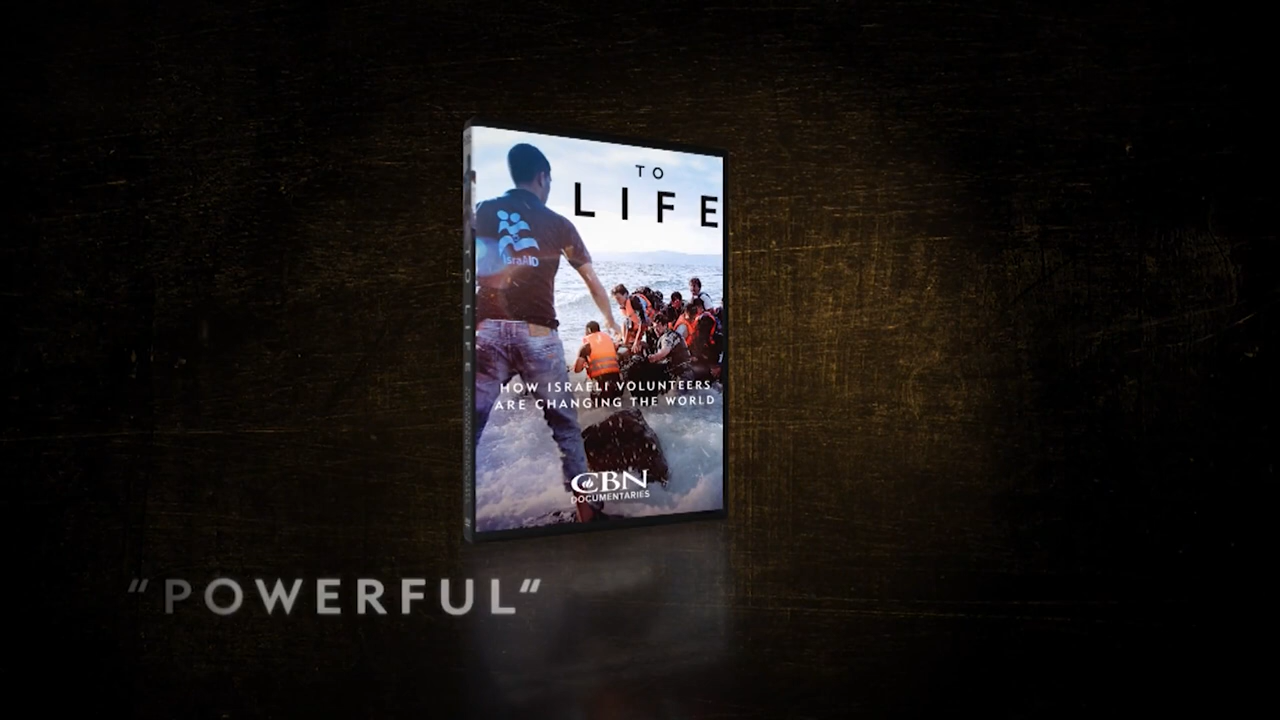 TO
LIFE
IsraAID
TO LIFE
HOW ISRAELI VOLUNTEERS
ARE CHANGING THE WORLD
CBN
DOCUMENTARIES
“POWERFUL“